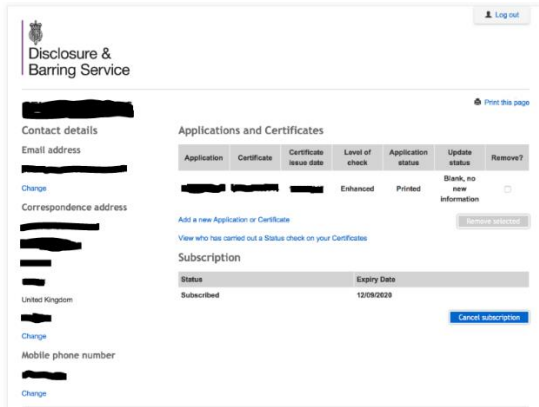 Log out
Disclosure &
Barring Service
Print this page
Contact details
Email address
Change
Correspondence address
United Kingdom
Change
Mobile phone number
Change
Applications and Certificates
Application Certificate Certificate issue date Level of check Application status Update status Remove?
Enhanced Printed Blank, no new information
Add a new Application or Certificate
Remove selected
View who has carried out a Status check on your Certificates
Subscription
Status Expiry Date
Subscribed 12/09/2020
Cancel subscription